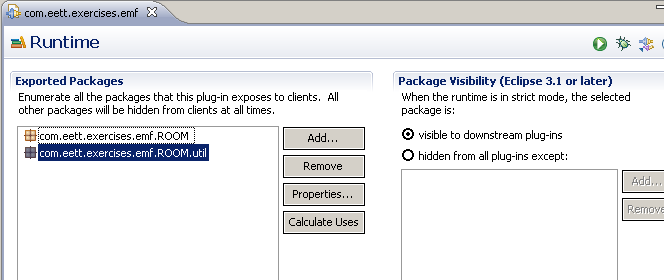 com.eett.exercises.emf
Runtime
Exported Packages
Enumerate all the packages that this plug-in exposes to clients. All
other packages will be hidden from clients at all times.
com.eett.exercises.emf.ROOM
com.eett.exercises.emf.ROOM.util
Add...
Remove
Properties...
Calculate Uses
Package Visibility (Eclipse 3.1 or later)
When the runtime is in strict mode, the selected
package is:
visible to downstream plug-ins
hidden from all plug-ins except:
Add...
Remove